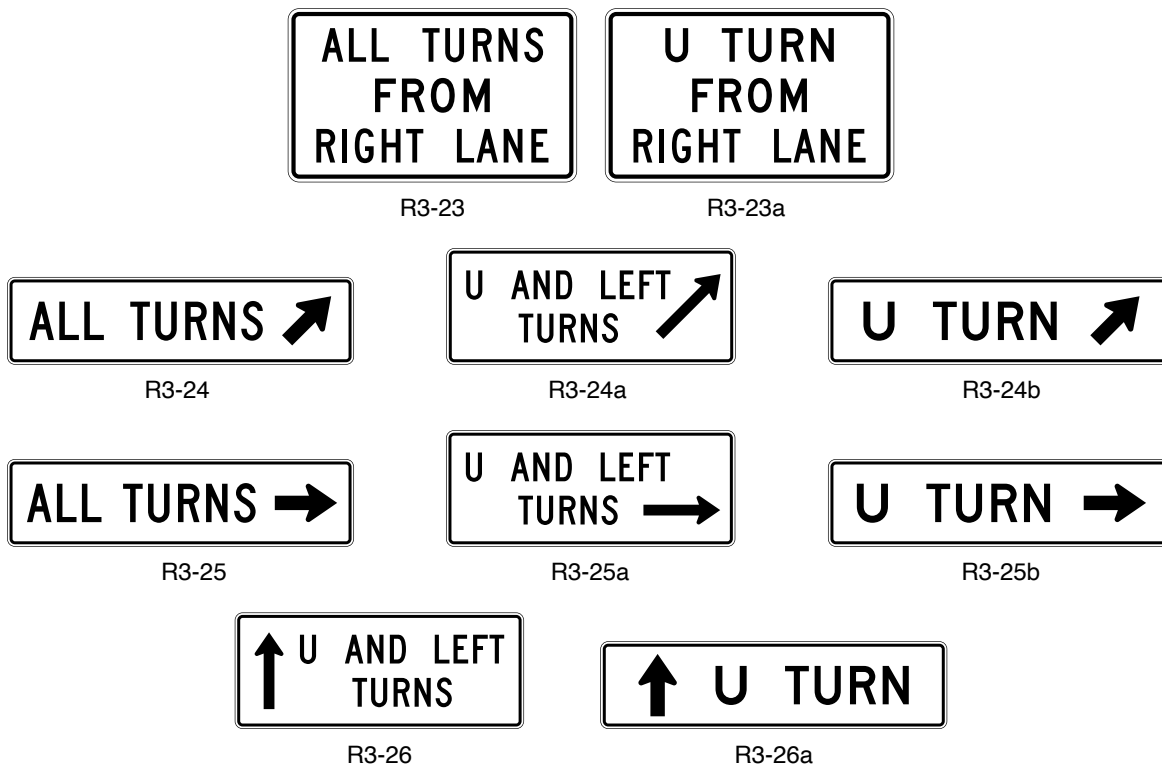 ALL TURNS
FROM
RIGHT LANE
R3-23
U TURN
FROM
RIGHT LANE
R3-23a
ALL TURNS
R3-24
U AND LEFT
TURNS
R3-24a
U TURN
R3-24b
ALL TURNS
R3-25
U AND LEFT
TURNS
R3-25a
U TURN
R3-25b
U AND LEFT
TURNS
R3-26
U TURN
R3-26a